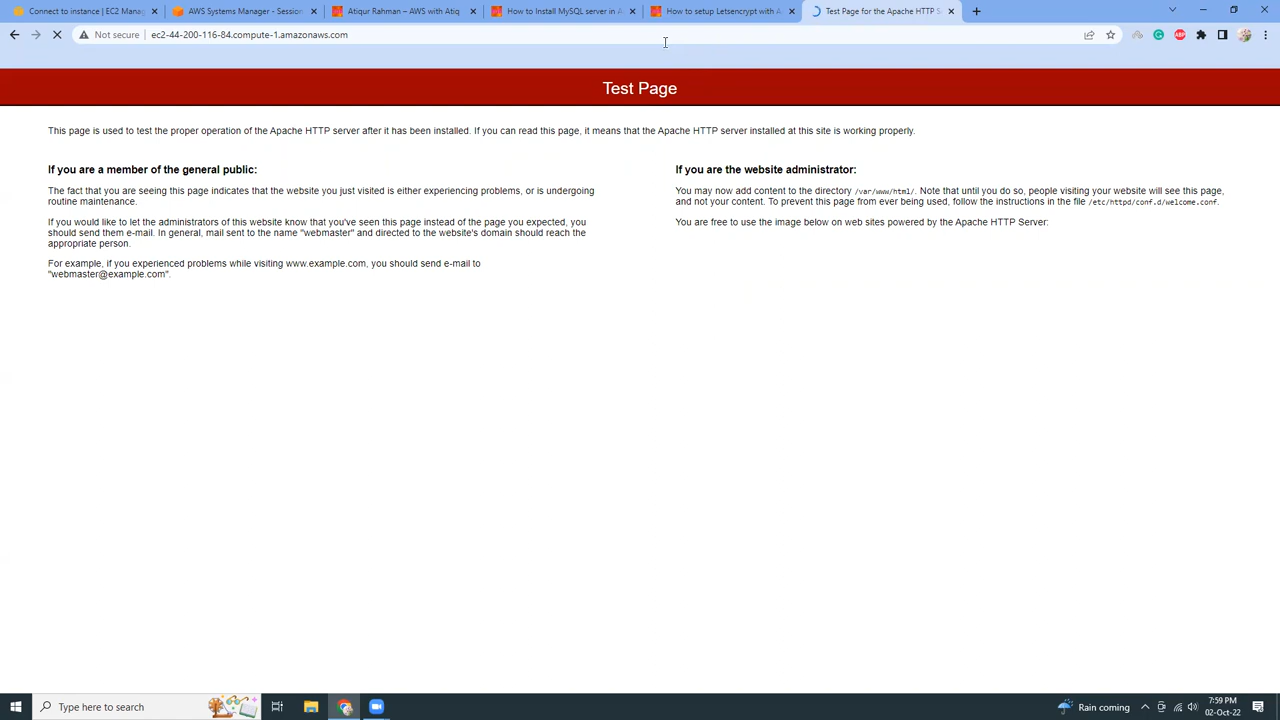 Connect to instance | EC2 Manag
AWS Systems Manager - Session
Atiqur Rahman – AWS with Atiq
How to Install MySQL server in A
How to setup Letsencrypt with A
Test Page for the Apache HTTP S
Not secure
ec2-44-200-116-84.compute-1.amazonaws.com
ABP
Test Page
This page is used to test the proper operation of the Apache HTTP server after it has been installed. If you can read this page, it means that the Apache HTTP server installed at this site is working properly.
If you are a member of the general public:
The fact that you are seeing this page indicates that the website you just visited is either experiencing problems, or is undergoing
routine maintenance.
If you would like to let the administrators of this website know that you've seen this page instead of the page you expected, you
should send them e-mail. In general, mail sent to the name "webmaster" and directed to the website's domain should reach the
appropriate person.
For example, if you experienced problems while visiting www.example.com, you should send e-mail to
"webmaster@example.com".
If you are the website administrator:
You may now add content to the directory /var/www/html/. Note that until you do so, people visiting your website will see this page,
and not your content. To prevent this page from ever being used, follow the instructions in the file /etc/httpd/conf.d/welcome.conf.
You are free to use the image below on web sites powered by the Apache HTTP Server:
Type here to search
Rain coming
7:59 PM
02-Oct-22